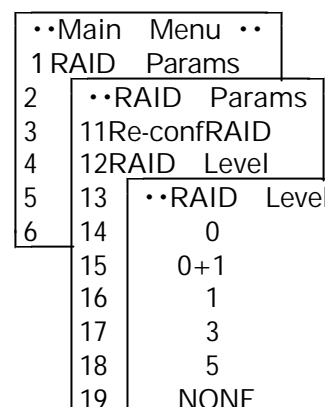 ··Main Menu ··
1 RAID Params
2 ··RAID Params
3 11Re-confRAID
4 12RAID Level
5 13 ··RAID Level
6 14 0
15 0+1
16 1
17 3
18 5
19 NONE